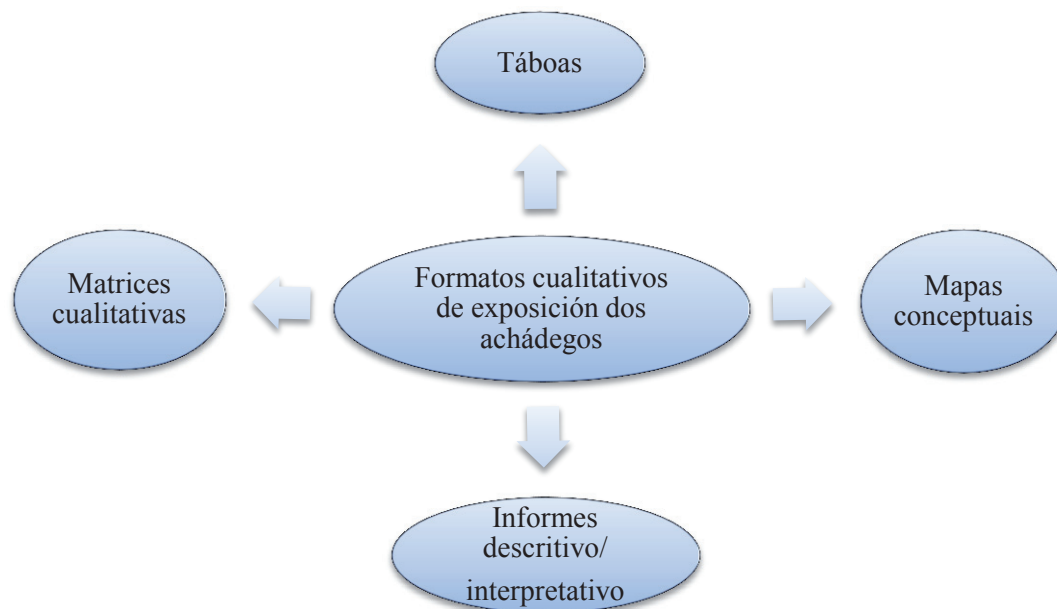 Táboas
Matrices
cualitativas
Formatos cualitativos
de exposición dos
achádegos
Mapas
conceptuais
Informes
descritivo/
interpretativo